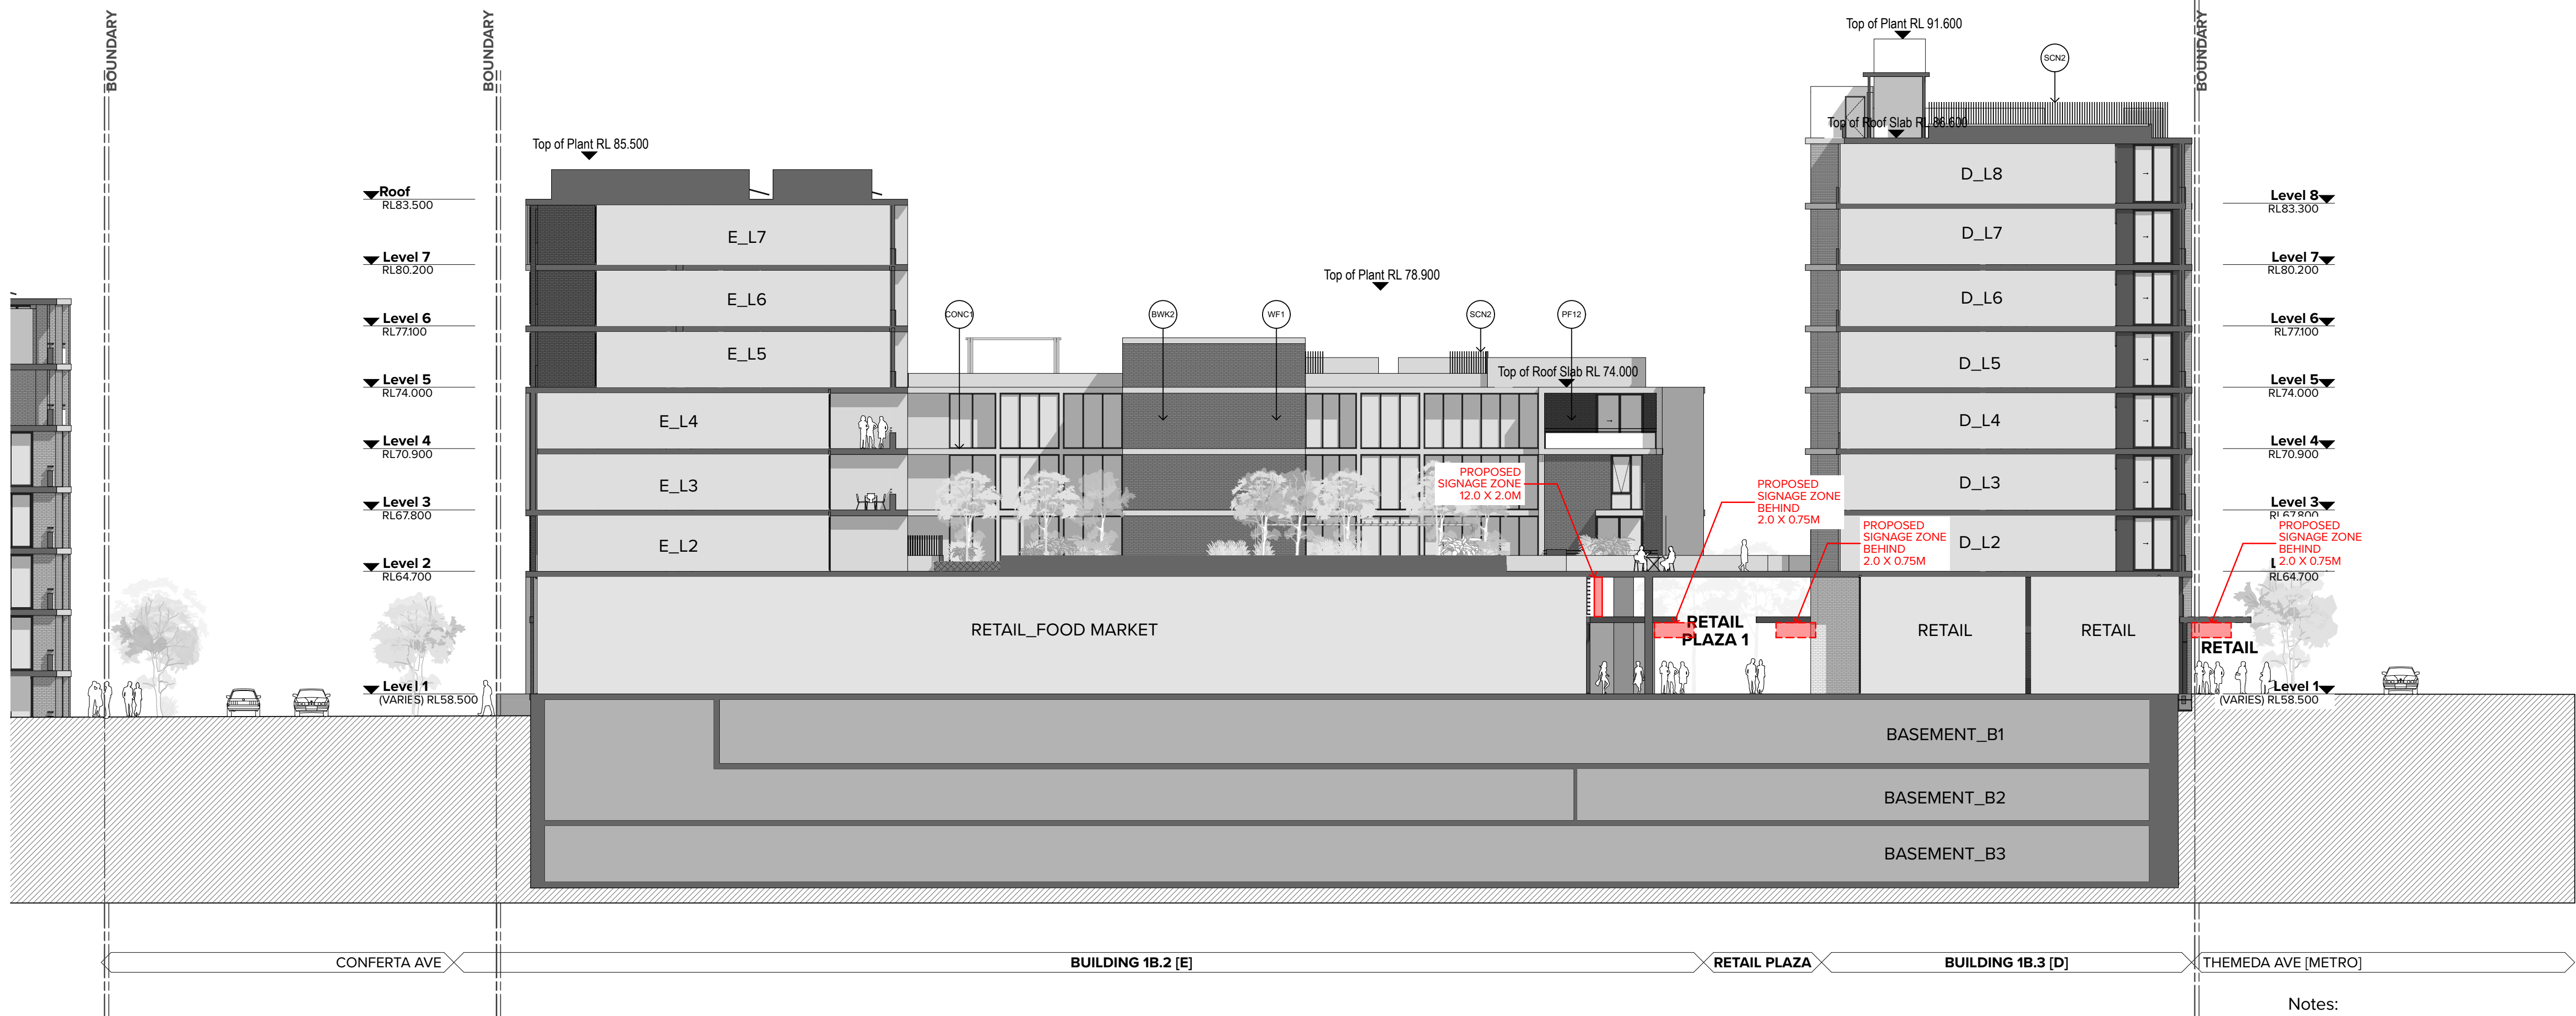 BOUNDARY
BOUNDARY
BOUNDARY
Top of Plant RL 91.600
SCN2
Top of Roof Slab RL 86.600
Top of Plant RL 85.500
Roof
RL83.500
Level 7
RL80.200
Level 6
RL77.100
Level 5
RL74.000
Level 4
RL70.900
Level 3
RL67.800
Level 2
RL64.700
Level 1
(VARIES) RL58.500
E_L7
E_L6
E_L5
E_L4
E_L3
E_L2
Top of Plant RL 78.900
CONC1
BWK2
WF1
SCN2
PF12
Top of Roof Slab RL 74.000
PROPOSED
SIGNAGE ZONE
12.0 X 2.0M
PROPOSED
SIGNAGE ZONE
BEHIND
2.0 X 0.75M
PROPOSED
SIGNAGE ZONE
BEHIND
2.0 X 0.75M
D_L8
D_L7
D_L6
D_L5
D_L4
D_L3
D_L2
Level 8
RL83.300
Level 7
RL80.200
Level 6
RL77.100
Level 5
RL74.000
Level 4
RL70.900
Level 3
RL67.800
PROPOSED
SIGNAGE ZONE
BEHIND
2.0 X 0.75M
RL64.700
RETAIL_FOOD MARKET
RETAIL
PLAZA 1
RETAIL
RETAIL
RETAIL
Level 1
(VARIES) RL58.500
BASEMENT_B1
BASEMENT_B2
BASEMENT_B3
CONFERTA AVE
BUILDING 1B.2 [E]
RETAIL PLAZA
BUILDING 1B.3 [D]
THEMEDA AVE [METRO]
Notes: